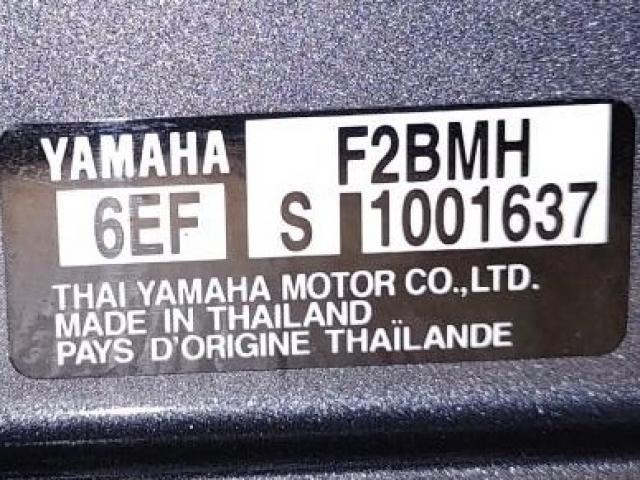 YAMAHA F2BMH
6EF S 1001637
THAI YAMAHA MOTOR CO.,LTD.
MADE IN THAILAND
PAYS D'ORIGINE THAÏLANDE